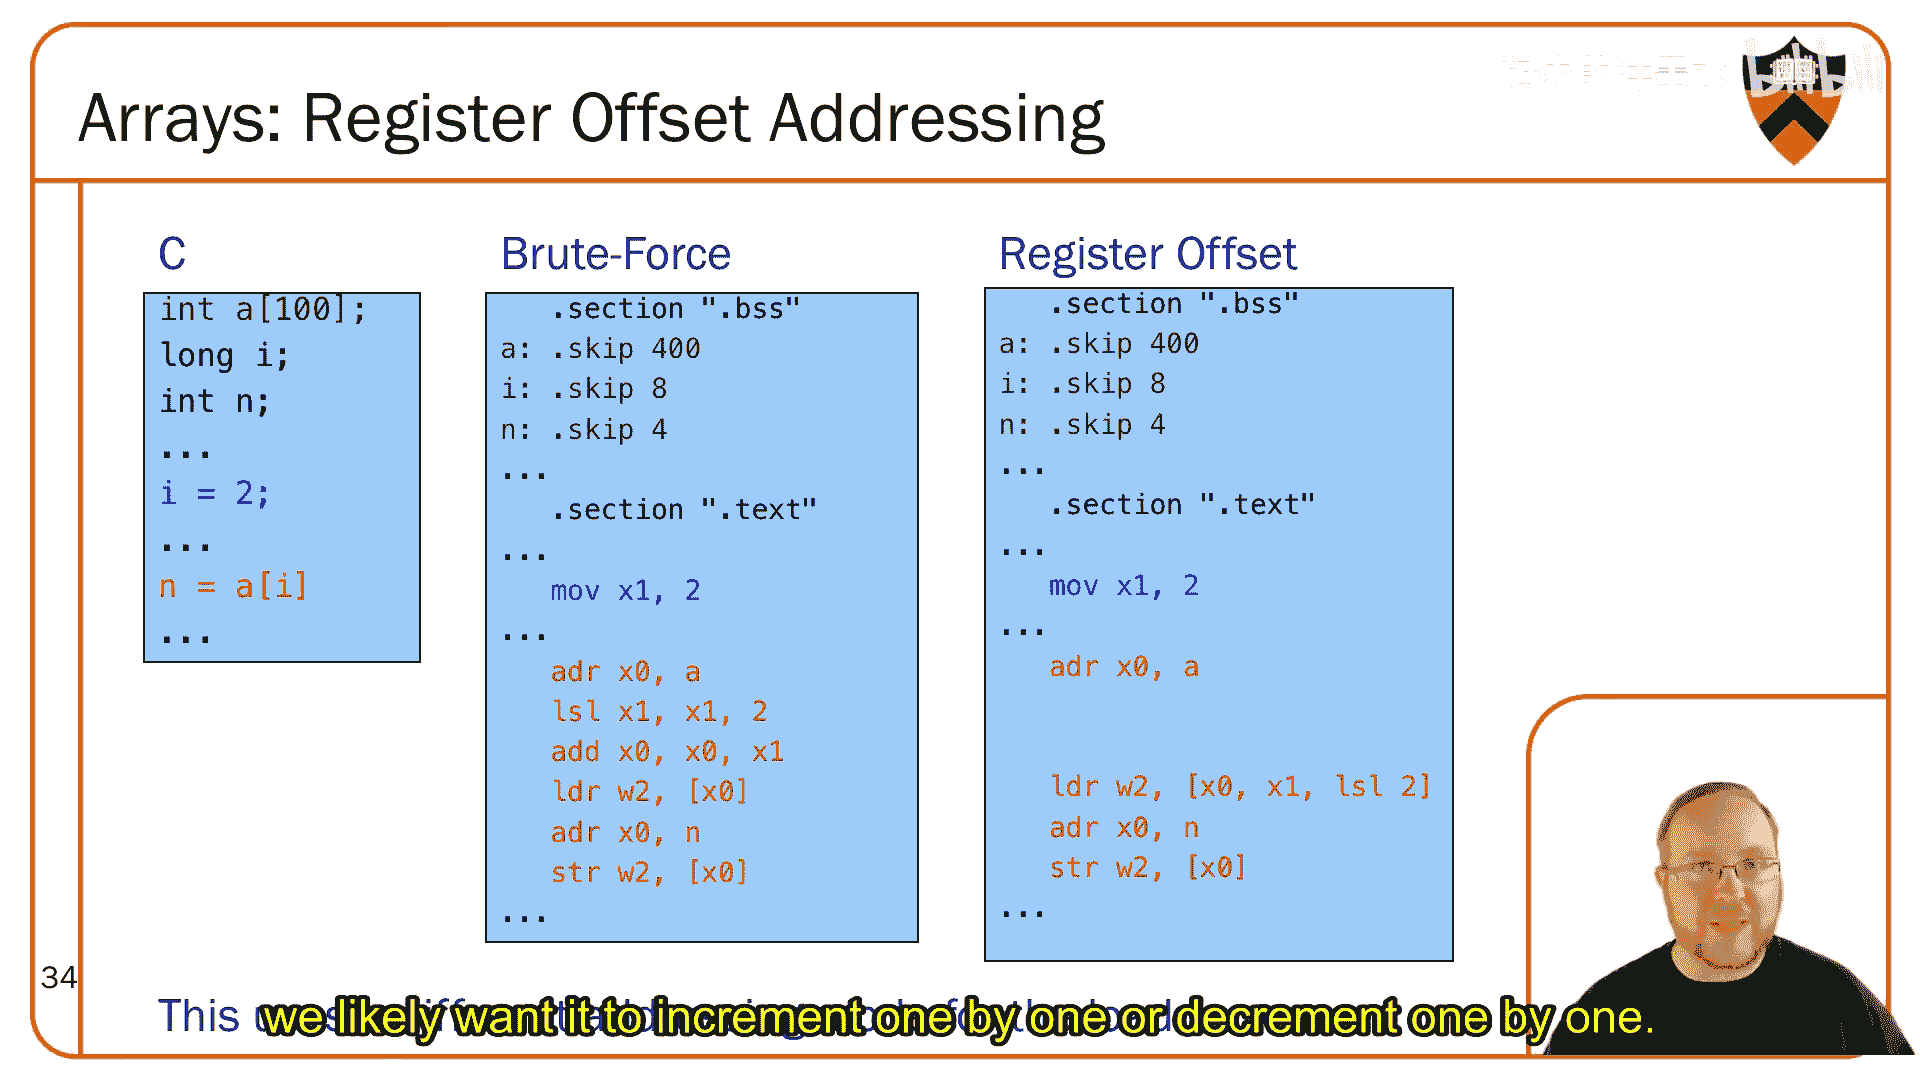 Arrays: Register Offset Addressing
C
int a[100];
long i;
int n;
...
i = 2;
...
n = a[i]
...
Brute-Force
.section ".bss"
a: .skip 400
i: .skip 8
n: .skip 4
...
.section ".text"
...
mov x1, 2
...
adr x0, a
lsl x1, x1, 2
add x0, x0, x1
ldr w2, [x0]
adr x0, n
str w2, [x0]
...
Register Offset
.section ".bss"
a: .skip 400
i: .skip 8
n: .skip 4
...
.section ".text"
...
mov x1, 2
...
adr x0, a
ldr w2, [x0, x1, lsl 2]
adr x0, n
str w2, [x0]
...
34
This
we likely want it to increment one by one or decrement one by one.